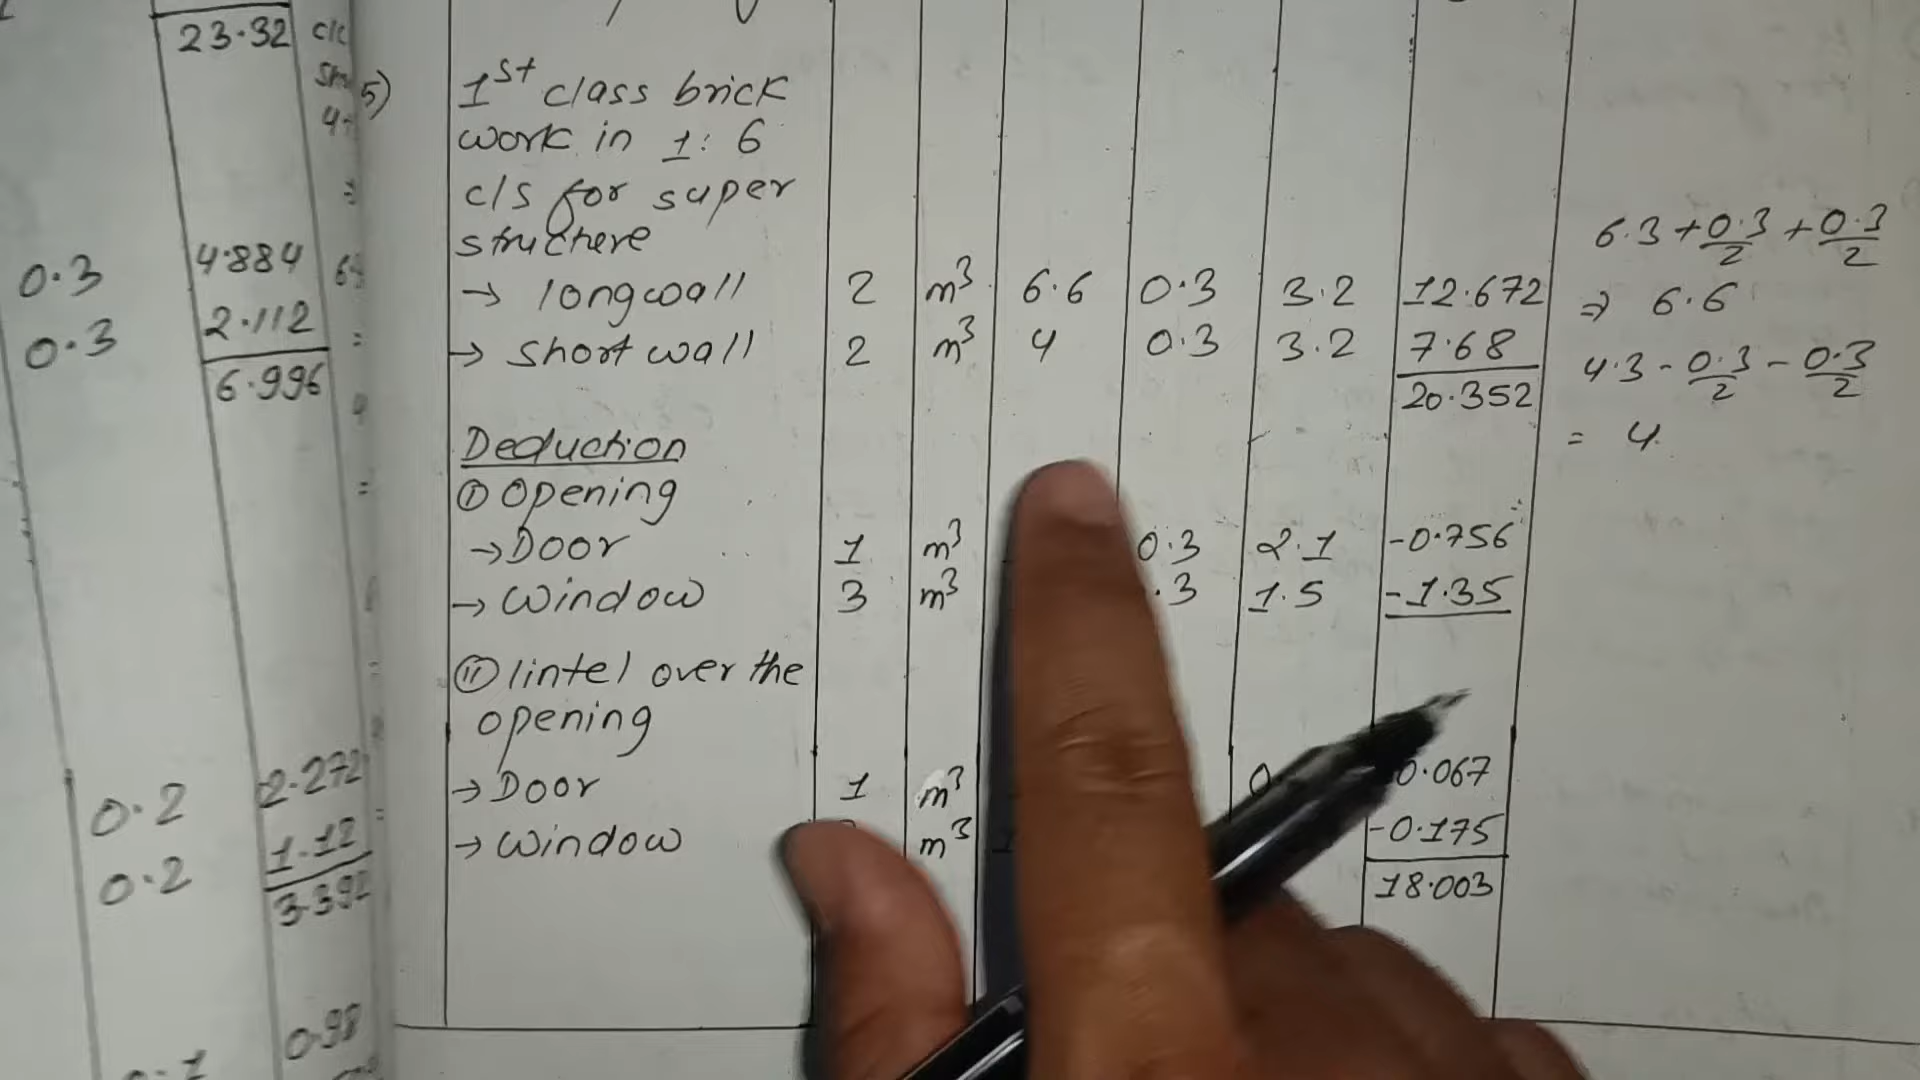 23.32 c/c
4.884
0.3
2.112
0.3
6.996
2.272
0.2
1.12
0.2
3.392
0.98
5) 1st class brick
work in 1:6
c/s for super
structere
→ longwall 2 m³ 6.6 0.3 3.2 12.672
→ short wall 2 m³ 4 0.3 3.2 7.68
20.352
Deduction
① Opening
→ Door 1 m³ 0.3 2.1 -0.756
→ Window 3 m³ .3 1.5 -1.35
② lintel over the
opening
→ Door 1 m³ 0.067
→ Window m³ -0.175
18.003
6.3 + 0.3/2 + 0.3/2
⇒ 6.6
4.3 - 0.3/2 - 0.3/2
= 4